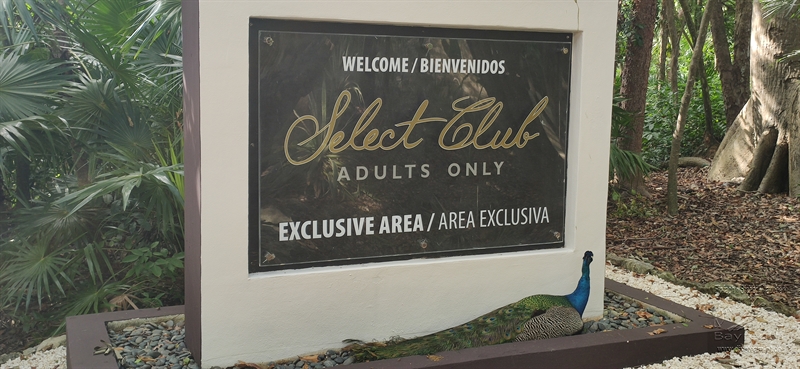 WELCOME / BIENVENIDOS
Select Club
ADULTS ONLY
EXCLUSIVE AREA / AREA EXCLUSIVA